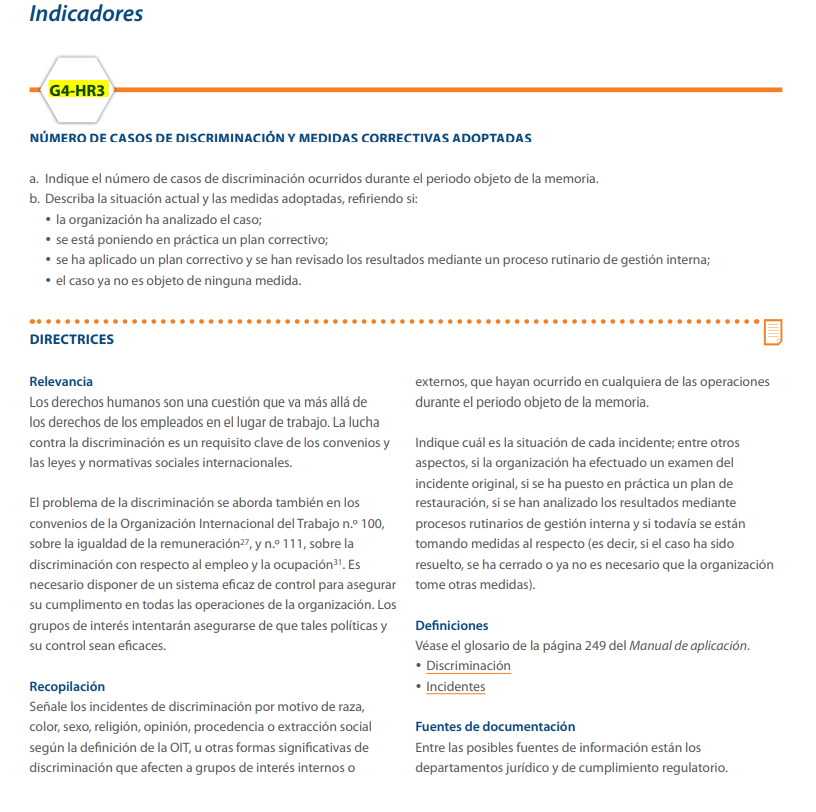 Indicadores
G4-HR3
NÚMERO DE CASOS DE DISCRIMINACIÓN Y MEDIDAS CORRECTIVAS ADOPTADAS
a. Indique el número de casos de discriminación ocurridos durante el periodo objeto de la memoria.
b. Describa la situación actual y las medidas adoptadas, refiriendo si:
• la organización ha analizado el caso;
• se está poniendo en práctica un plan correctivo;
• se ha aplicado un plan correctivo y se han revisado los resultados mediante un proceso rutinario de gestión interna;
• el caso ya no es objeto de ninguna medida.
DIRECTRICES
Relevancia
Los derechos humanos son una cuestión que va más allá de
los derechos de los empleados en el lugar de trabajo. La lucha
contra la discriminación es un requisito clave de los convenios y
las leyes y normativas sociales internacionales.
El problema de la discriminación se aborda también en los
convenios de la Organización Internacional del Trabajo n.º 100,
sobre la igualdad de la remuneración27, y n.º 111, sobre la
discriminación con respecto al empleo y la ocupación31. Es
necesario disponer de un sistema eficaz de control para asegurar
su cumplimento en todas las operaciones de la organización. Los
grupos de interés intentarán asegurarse de que tales políticas y
su control sean eficaces.
Recopilación
Señale los incidentes de discriminación por motivo de raza,
color, sexo, religión, opinión, procedencia o extracción social
según la definición de la OIT, u otras formas significativas de
discriminación que afecten a grupos de interés internos o
externos, que hayan ocurrido en cualquiera de las operaciones
durante el periodo objeto de la memoria.
Indique cuál es la situación de cada incidente; entre otros
aspectos, si la organización ha efectuado un examen del
incidente original, si se ha puesto en práctica un plan de
restauración, si se han analizado los resultados mediante
procesos rutinarios de gestión interna y si todavía se están
tomando medidas al respecto (es decir, si el caso ha sido
resuelto, se ha cerrado o ya no es necesario que la organización
tome otras medidas).
Definiciones
Véase el glosario de la página 249 del Manual de aplicación.
• Discriminación
• Incidentes
Fuentes de documentación
Entre las posibles fuentes de información están los
departamentos jurídico y de cumplimiento regulatorio.